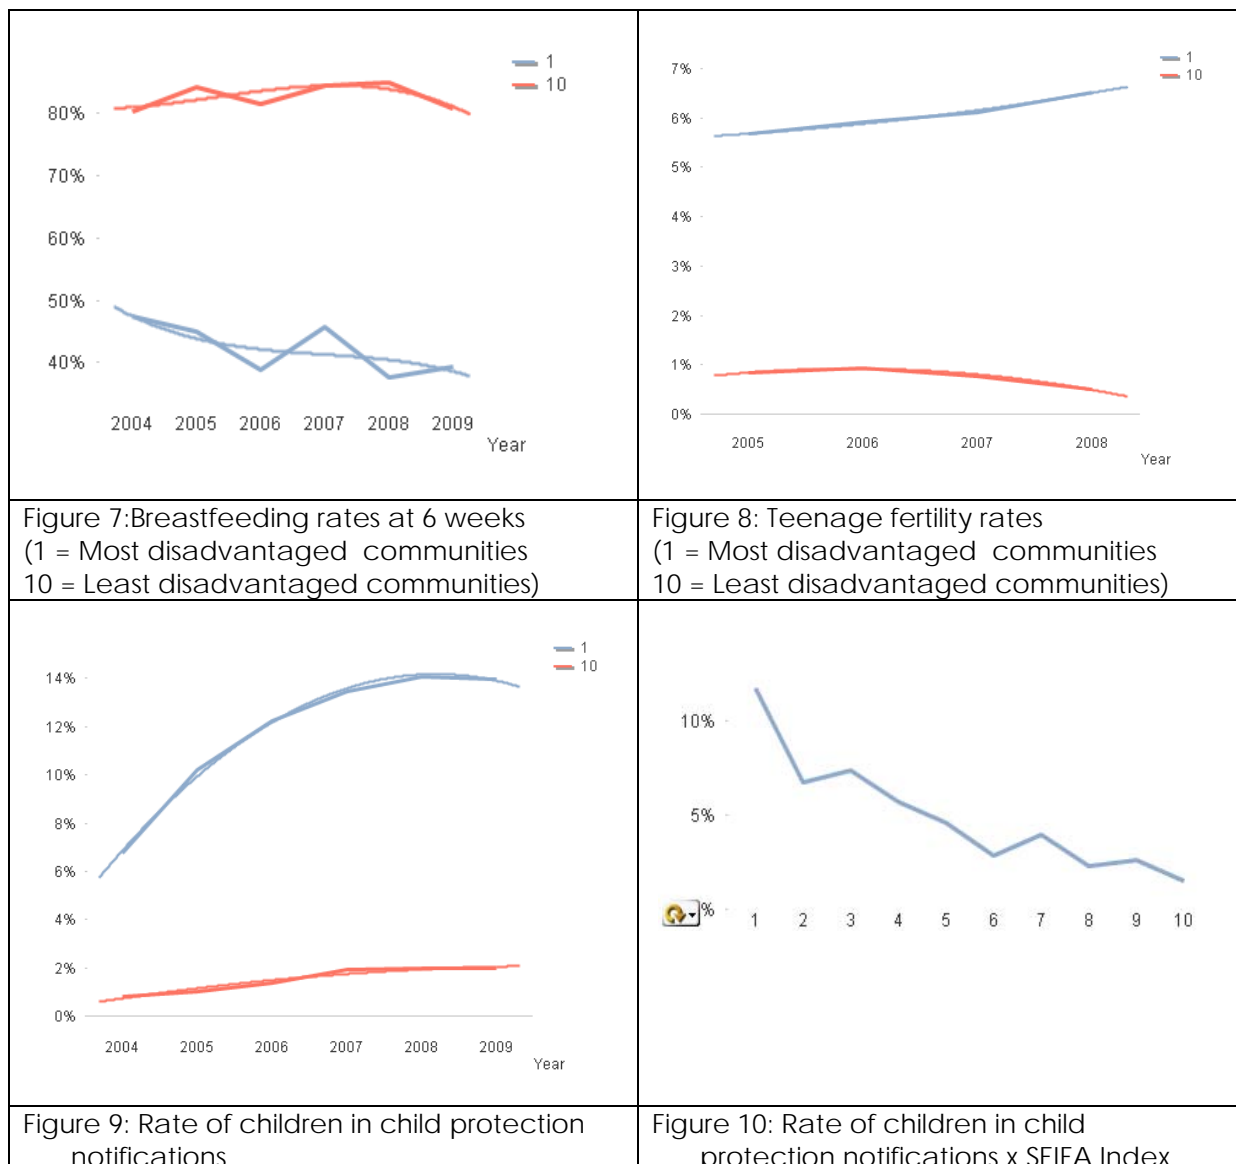 1
10
80%
70%
60%
50%
40%
2004 2005 2006 2007 2008 2009
Year
1
10
7%
6%
5%
4%
3%
2%
1%
0%
2005 2006 2007 2008
Year
Figure 7:Breastfeeding rates at 6 weeks
(1 = Most disadvantaged communities
10 = Least disadvantaged communities)
Figure 8: Teenage fertility rates
(1 = Most disadvantaged communities
10 = Least disadvantaged communities)
1
10
14%
12%
10%
8%
6%
4%
2%
0%
2004 2005 2006 2007 2008 2009
Year
10%
5%
%
1 2 3 4 5 6 7 8 9 10
Figure 9: Rate of children in child protection
notifications
Figure 10: Rate of children in child
protection notifications x SEIFA Index